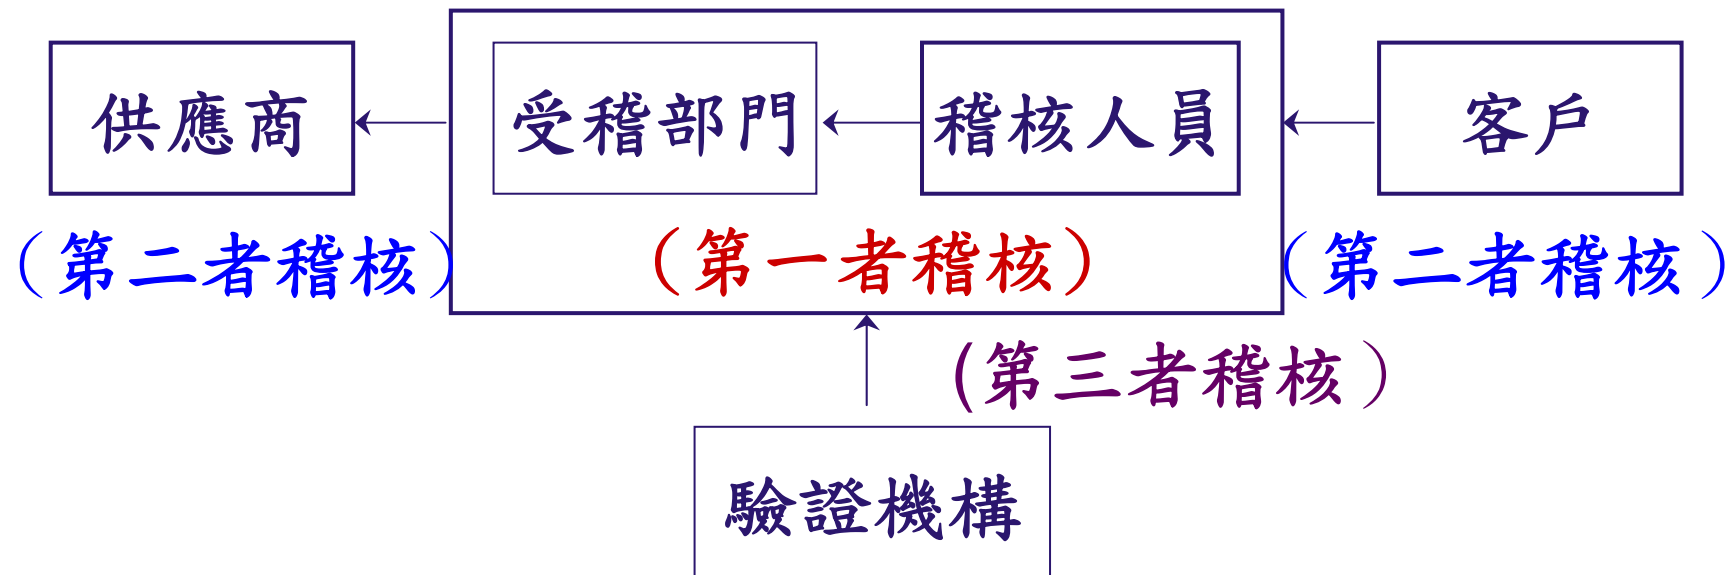 供應商 受稽部門 稽核人員 客戶
（第二者稽核） （第一者稽核） （第二者稽核）
（第三者稽核）
驗證機構